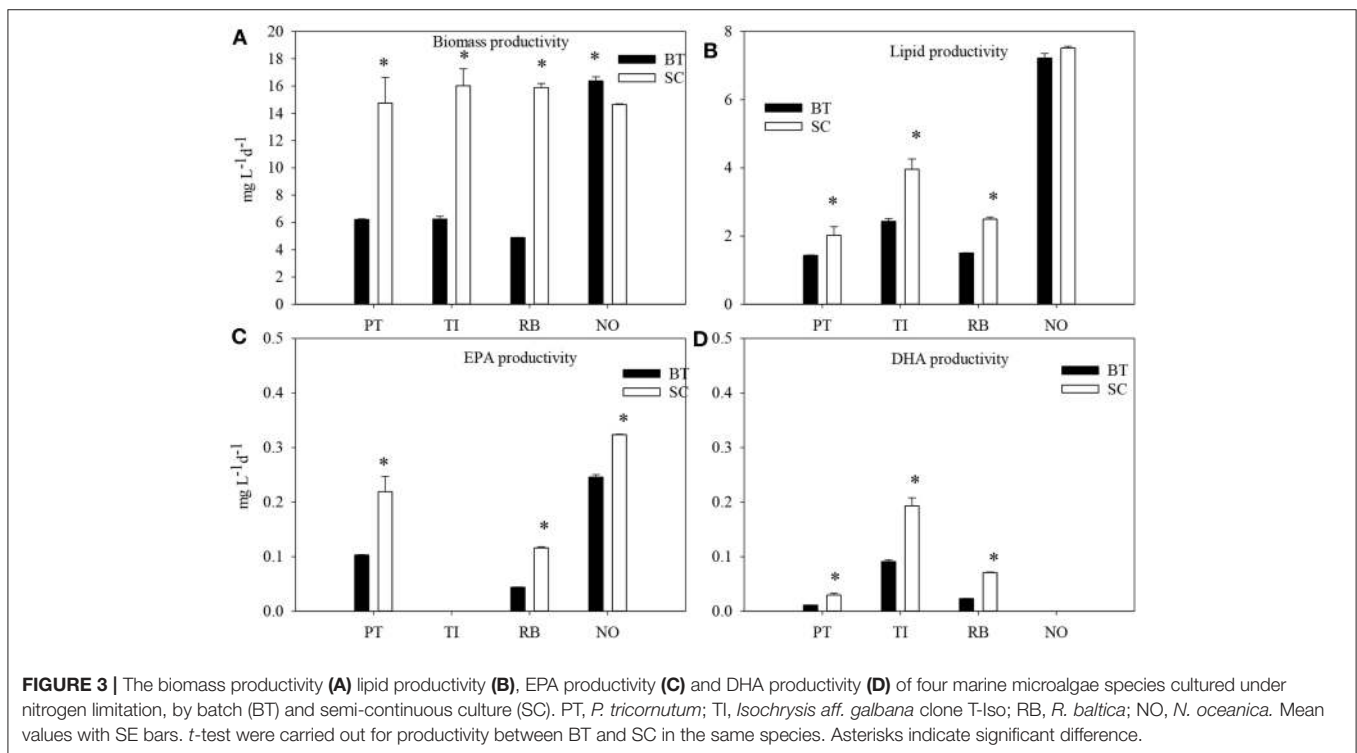 A
Biomass productivity
BT
SC
mg L⁻¹d⁻¹
20
18
16
14
12
10
8
6
4
2
0
* * * *
PT TI RB NO
B
Lipid productivity
BT
SC
8
6
4
2
0
* * *
PT TI RB NO
C
EPA productivity
BT
SC
mg L⁻¹d⁻¹
0.5
0.4
0.3
0.2
0.1
0.0
* * *
PT TI RB NO
D
DHA productivity
BT
SC
0.5
0.4
0.3
0.2
0.1
0.0
* * *
PT TI RB NO
FIGURE 3 | The biomass productivity (A) lipid productivity (B), EPA productivity (C) and DHA productivity (D) of four marine microalgae species cultured under
nitrogen limitation, by batch (BT) and semi-continuous culture (SC). PT, P. tricornutum; TI, Isochrysis aff. galbana clone T-Iso; RB, R. baltica; NO, N. oceanica. Mean
values with SE bars. t-test were carried out for productivity between BT and SC in the same species. Asterisks indicate significant difference.